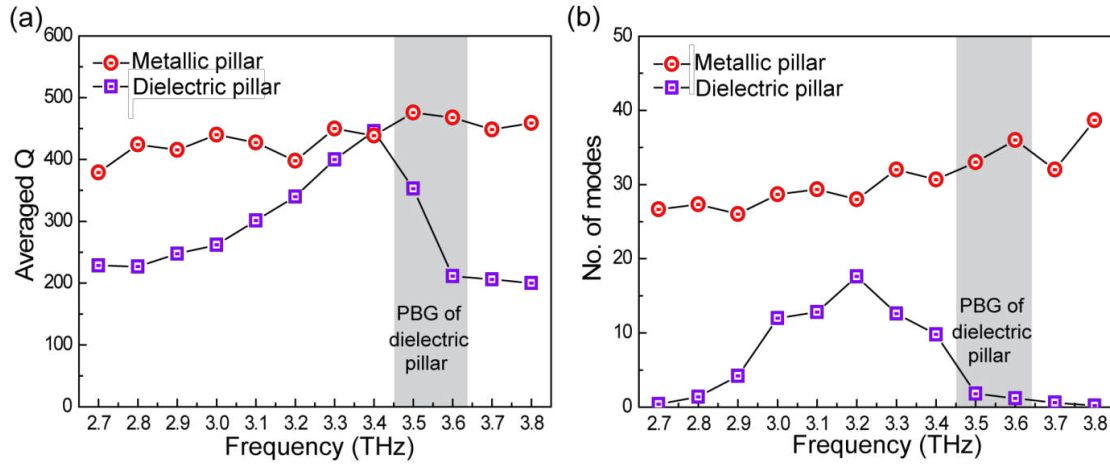 (a)
600
500
400
300
200
100
0
Averaged Q
Metallic pillar
Dielectric pillar
PBG of
dielectric
pillar
2.7 2.8 2.9 3.0 3.1 3.2 3.3 3.4 3.5 3.6 3.7 3.8
Frequency (THz)
(b)
50
40
30
20
10
0
No. of modes
Metallic pillar
Dielectric pillar
PBG of
dielectric
pillar
2.7 2.8 2.9 3.0 3.1 3.2 3.3 3.4 3.5 3.6 3.7 3.8
Frequency (THz)